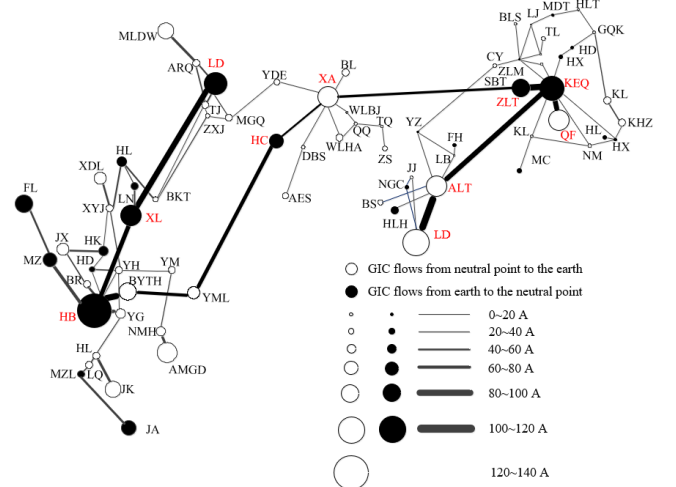 HLT
MDT
LJ
BLS
GQK
TL
MLDW
HD
HX
CY
LD
ARQ
BL
XA
ZLM
KEQ
YDE
SBT
KL
ZLT
TJ
WLBJ
MGQ
ZXJ
QQ
TQ
YZ
KHZ
HC
QF
KL
HL
HX
WLHA
FH
HL
DBS
ZS
LB
NM
MC
XDL
JJ
NGC
ALT
FL
LN
BKT
AES
BS
XYJ
XL
HLH
LD
JX
HK
MZ
HD
YH
YM
GIC flows from neutral point to the earth
BR
BYTH
YML
GIC flows from earth to the neutral point
HB
YG
0~20 A
NMH
20~40 A
HL
40~60 A
MZL
LQ
AMGD
60~80 A
JK
80~100 A
JA
100~120 A
120~140 A